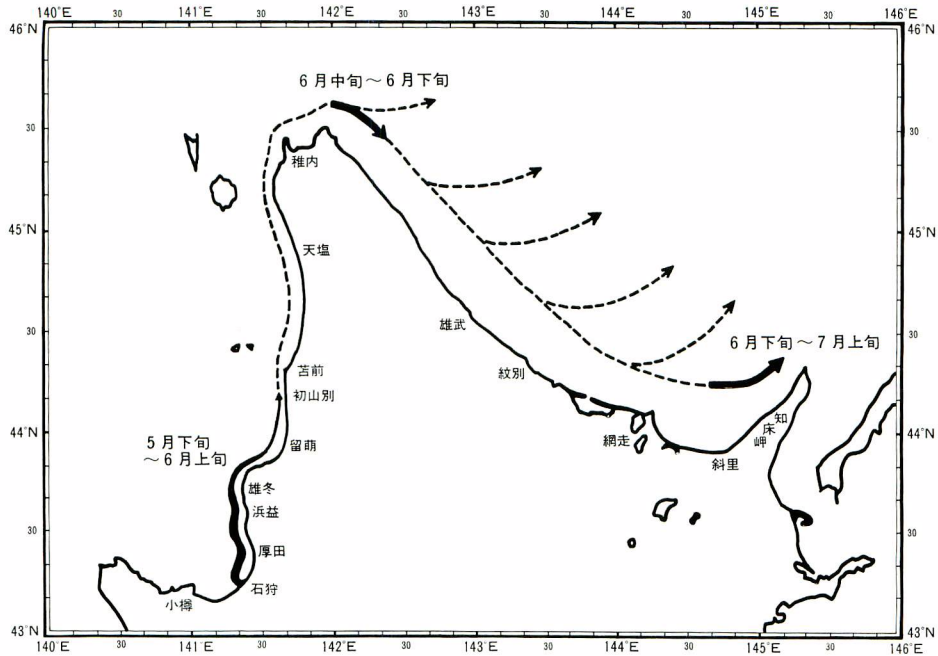 140°E 30 141°E 30 142°E 30 143°E 30 144°E 30 145°E 30 146°E
46°N 46°N
6月中旬～6月下旬
30 30
稚内
45°N 45°N
天塩
30 30
雄武
6月下旬～7月上旬
苫前
紋別
初山別
知床岬
44°N 44°N
5月下旬
～6月上旬
留萌
網走
斜里
雄冬
浜益
30 30
厚田
石狩
小樽
43°N 43°N
140°E 30 141°E 30 142°E 30 143°E 30 144°E 30 145°E 30 146°E